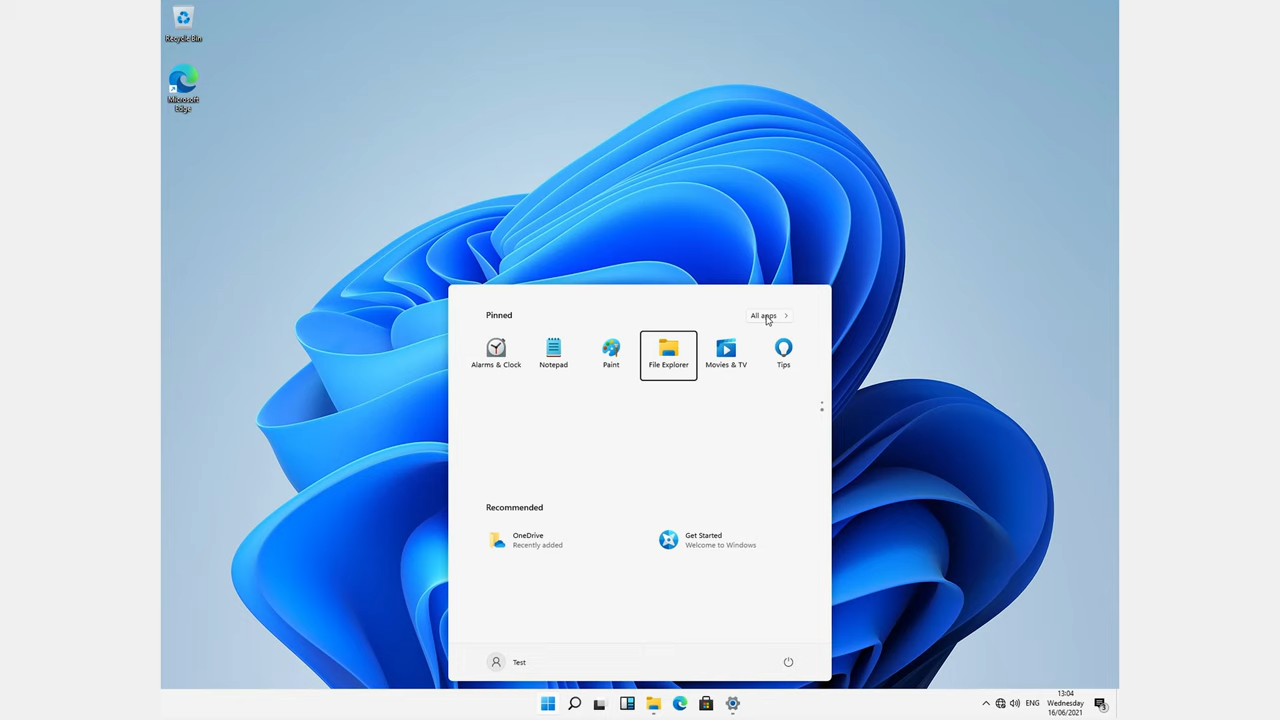 Recycle Bin
Microsoft
Edge
Pinned
All apps
Alarms & Clock
Notepad
Paint
File Explorer
Movies & TV
Tips
Recommended
OneDrive
Recently added
Get Started
Welcome to Windows
Test
ENG
13:04
Wednesday
16/06/2021
3